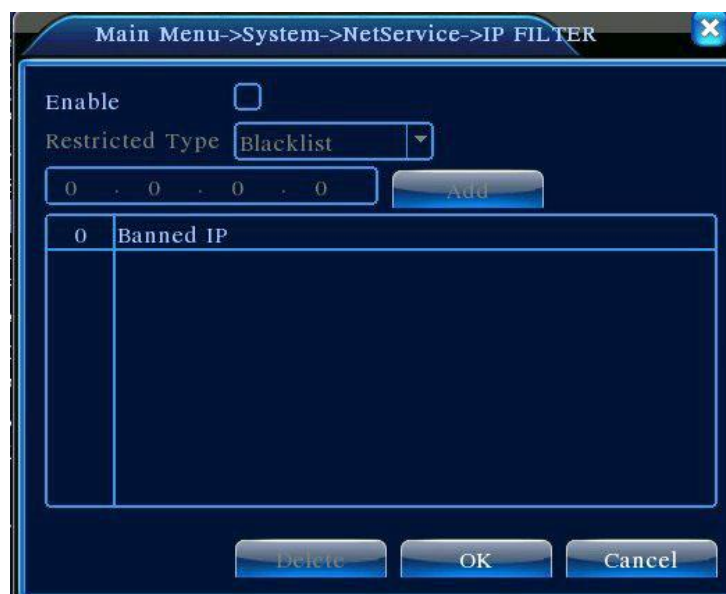 Main Menu->System->NetService->IP FILTER
Enable
Restricted Type Blacklist
0 . 0 . 0 . 0 Add
0 Banned IP
Delete OK Cancel